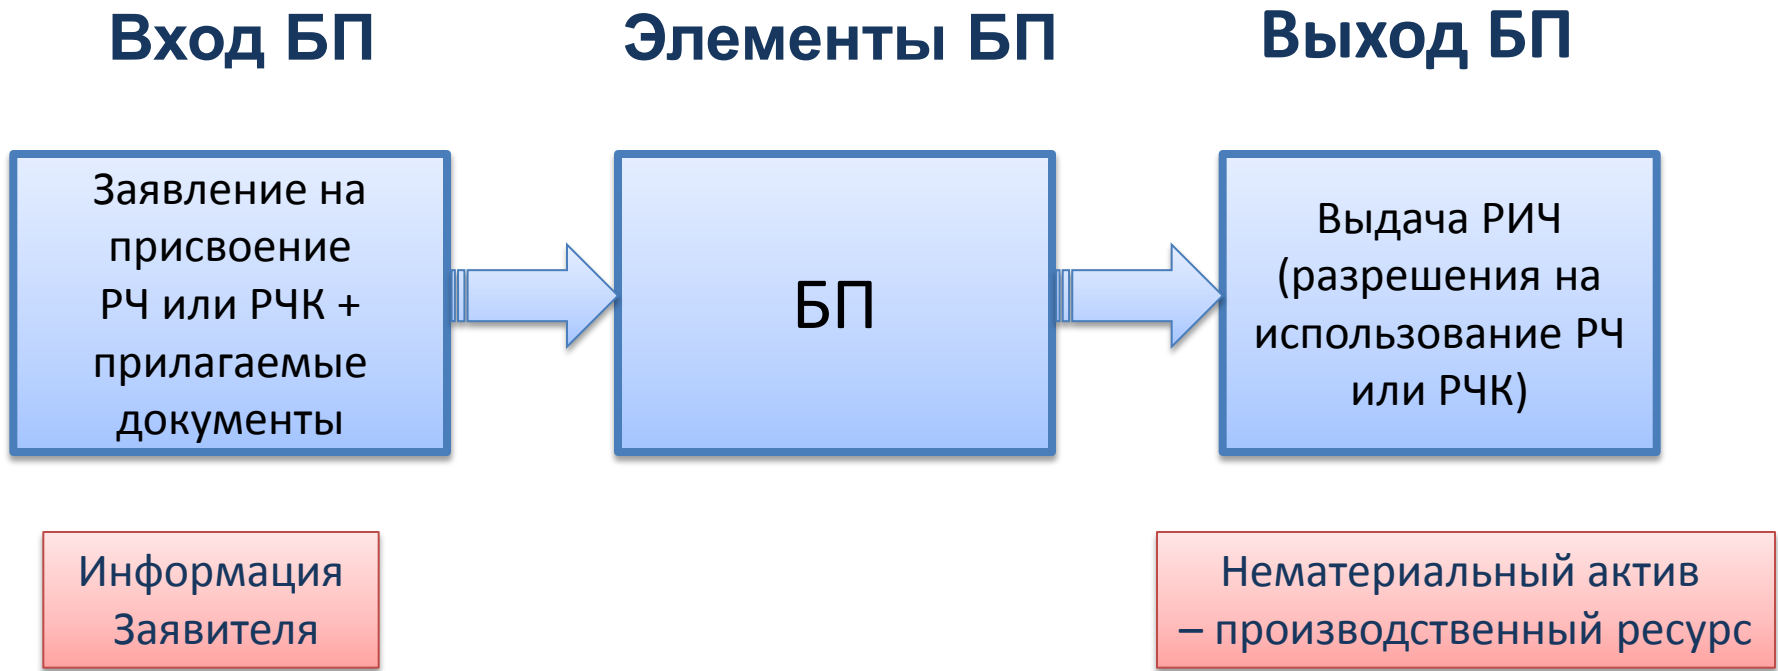 Вход БП
Элементы БП
Выход БП
Заявление на
присвоение
РЧ или РЧК +
прилагаемые
документы
БП
Выдача РИЧ
(разрешения на
использование РЧ
или РЧК)
Информация
Заявителя
Нематериальный актив
– производственный ресурс